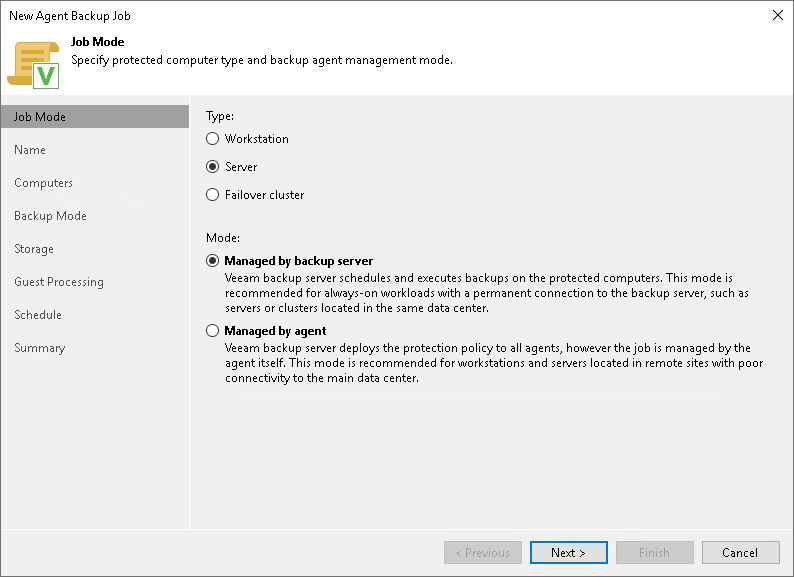 New Agent Backup Job
Job Mode
Specify protected computer type and backup agent management mode.
V
Job Mode
Name
Computers
Backup Mode
Storage
Guest Processing
Schedule
Summary
Type:
Workstation
Server
Failover cluster
Mode:
Managed by backup server
Veeam backup server schedules and executes backups on the protected computers. This mode is
recommended for always-on workloads with a permanent connection to the backup server, such as
servers or clusters located in the same data center.
Managed by agent
Veeam backup server deploys the protection policy to all agents, however the job is managed by the
agent itself. This mode is recommended for workstations and servers located in remote sites with poor
connectivity to the main data center.
< Previous
Next >
Finish
Cancel